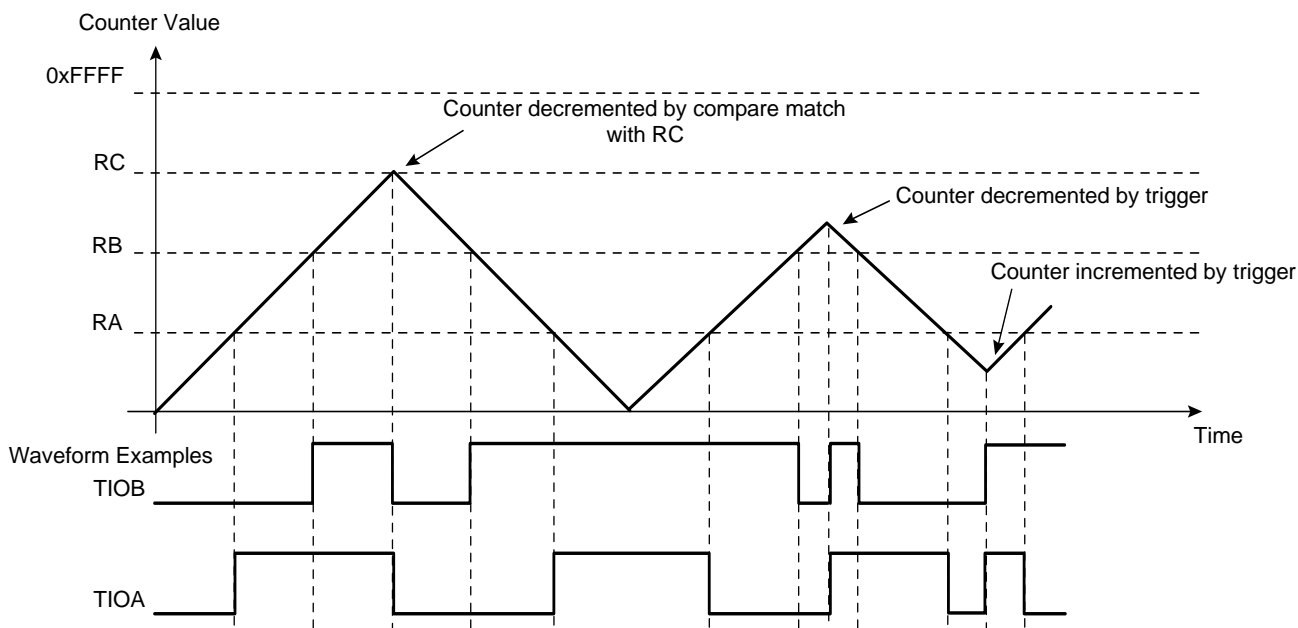 Counter Value
0xFFFF
Counter decremented by compare match
with RC
RC
Counter decremented by trigger
RB
Counter incremented by trigger
RA
Time
Waveform Examples
TIOB
TIOA